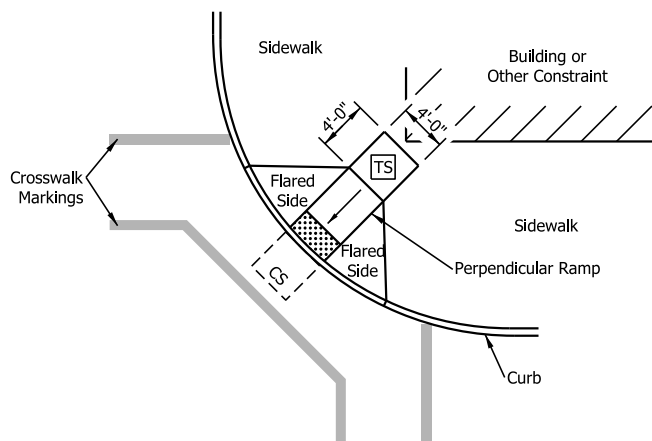 Sidewalk
Building or
Other Constraint
4'-0"
4'-0"
TS
Crosswalk
Markings
Flared
Side
Sidewalk
Flared
Side
CS
Perpendicular Ramp
Curb